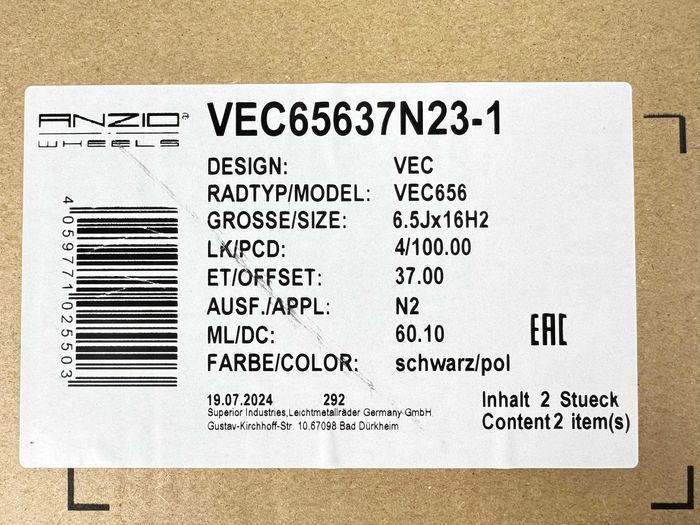 ANZIO
WHEELS
VEC65637N23-1
DESIGN: VEC
RADTYP/MODEL: VEC656
GROSSE/SIZE: 6.5Jx16H2
LK/PCD: 4/100.00
ET/OFFSET: 37.00
AUSF./APPL: N2
ML/DC: 60.10
FARBE/COLOR: schwarz/pol
4059771025503
EAC
19.07.2024 292
Superior Industries,Leichtmetallräder Germany GmbH,
Gustav-Kirchhoff-Str. 10,67098 Bad Dürkheim
Inhalt 2 Stueck
Content 2 item(s)